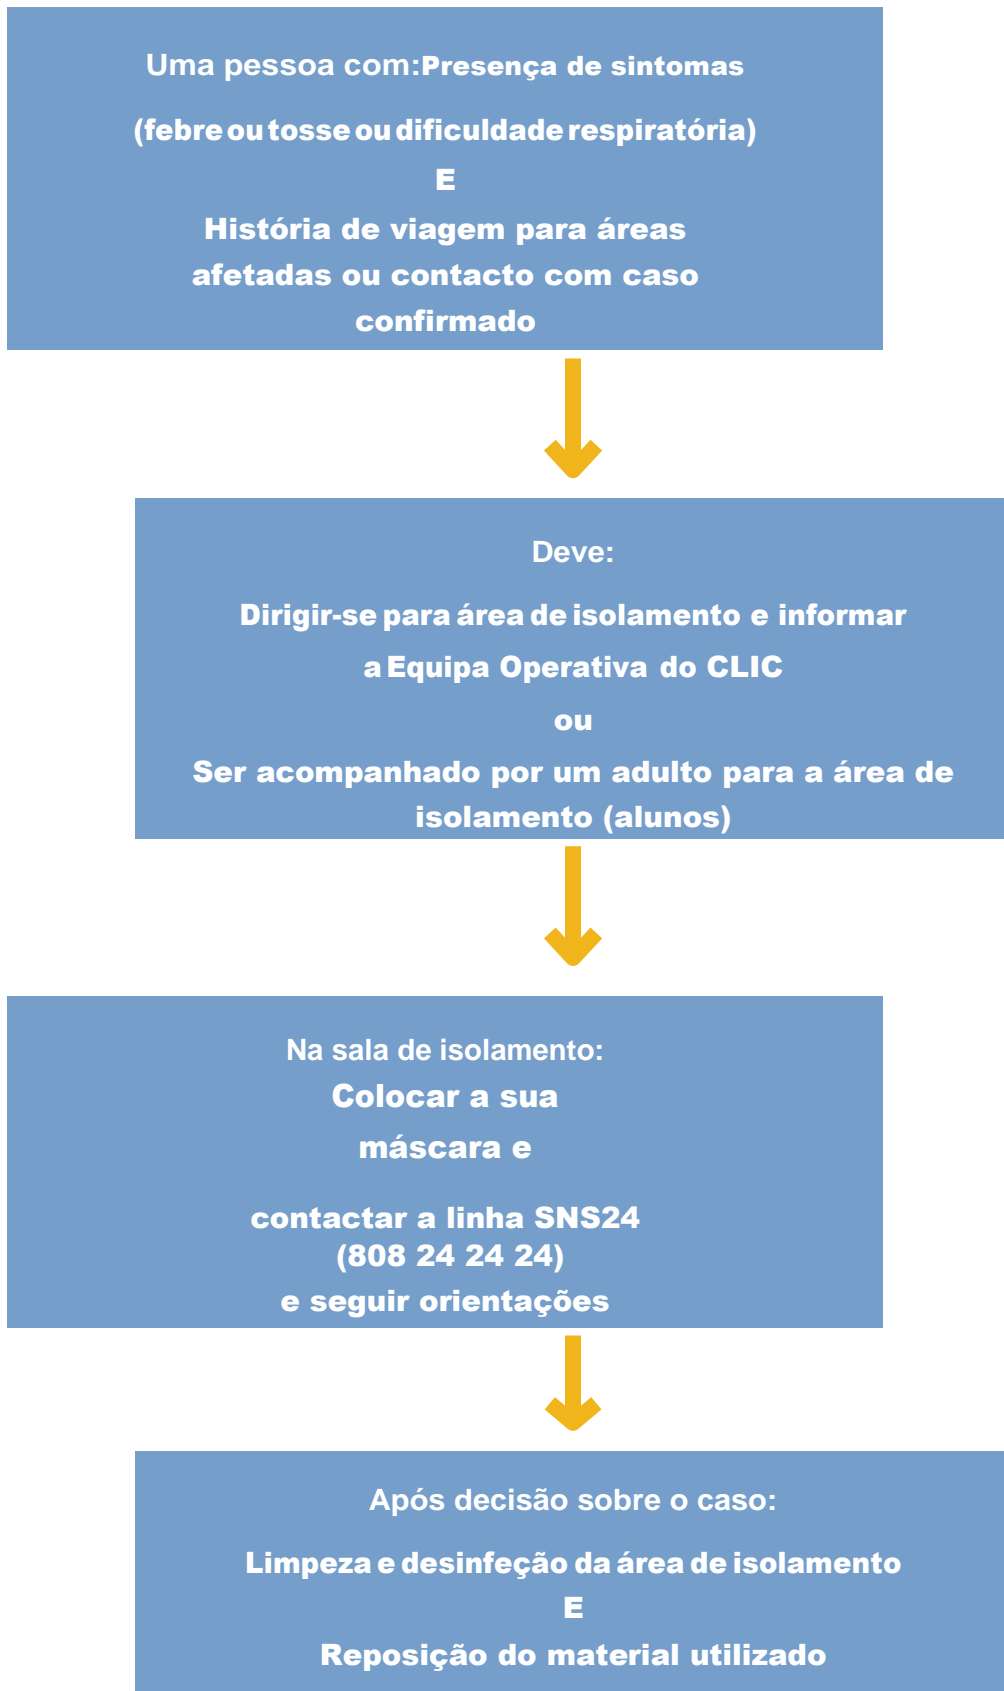 Uma pessoa com:Presença de sintomas
(febre ou tosse ou dificuldade respiratória)
E
História de viagem para áreas
afetadas ou contacto com caso
confirmado
Deve:
Dirigir-se para área de isolamento e informar
a Equipa Operativa do CLIC
ou
Ser acompanhado por um adulto para a área de
isolamento (alunos)
Na sala de isolamento:
Colocar a sua
máscara e
contactar a linha SNS24
(808 24 24 24)
e seguir orientações
Após decisão sobre o caso:
Limpeza e desinfeção da área de isolamento
E
Reposição do material utilizado